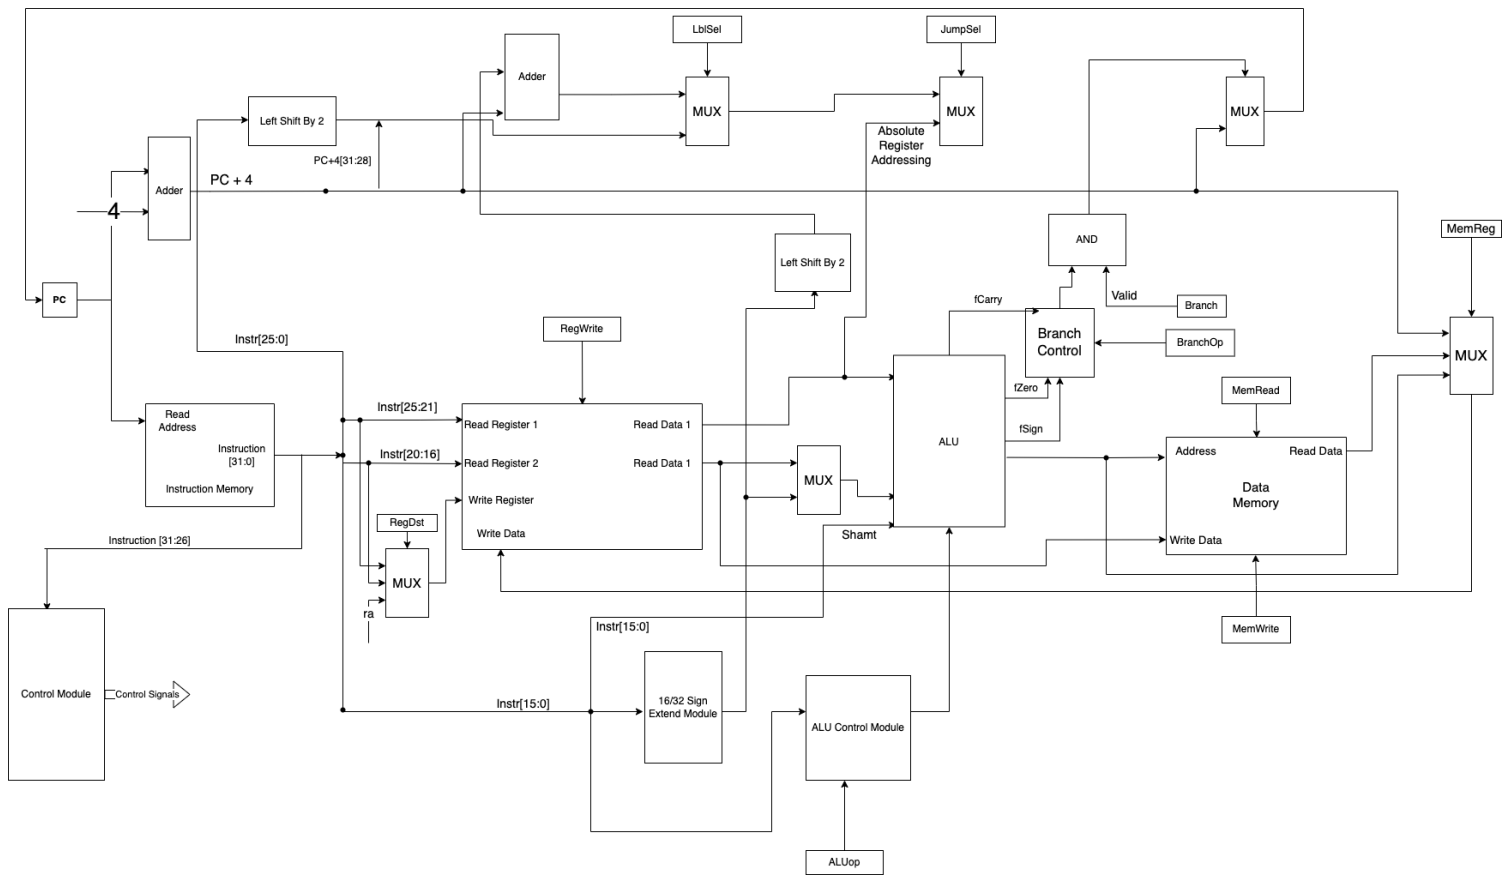 LblSel
JumpSel
Adder
MUX
MUX
MUX
Left Shift By 2
Absolute
Register
Addressing
PC+4[31:28]
PC + 4
Adder
4
AND
MemReg
Left Shift By 2
PC
fCarry
Valid
Branch
RegWrite
Branch
Control
BranchOp
Instr[25:0]
MUX
fZero
MemRead
Read
Address
Instr[25:21]
Read Register 1
Read Data 1
fSign
ALU
Instruction
[31:0]
Instr[20:16]
Read Register 2
Read Data 1
Address
Read Data
MUX
Instruction Memory
Write Register
Data
Memory
RegDst
Write Data
Shamt
Write Data
Instruction [31:26]
MUX
ra
Instr[15:0]
MemWrite
Control Module
Control Signals
Instr[15:0]
16/32 Sign
Extend Module
ALU Control Module
ALUop